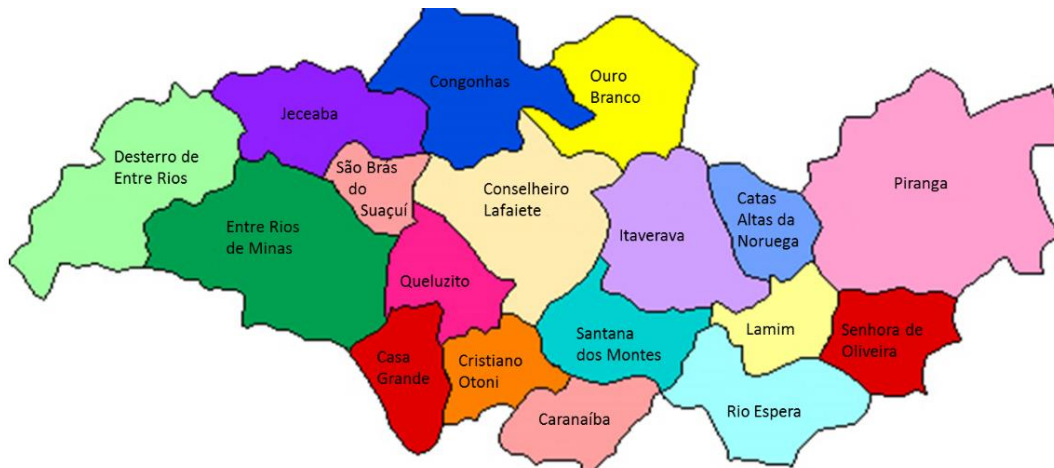 Congonhas
Ouro
Branco
Jeceaba
Desterro de
Entre Rios
São Brás
do
Suaçuí
Conselheiro
Lafaiete
Catas
Altas da
Noruega
Piranga
Entre Rios
de Minas
Itaverava
Queluzito
Santana
dos Montes
Lamim
Senhora de
Oliveira
Casa
Grande
Cristiano
Otoni
Caranaíba
Rio Espera